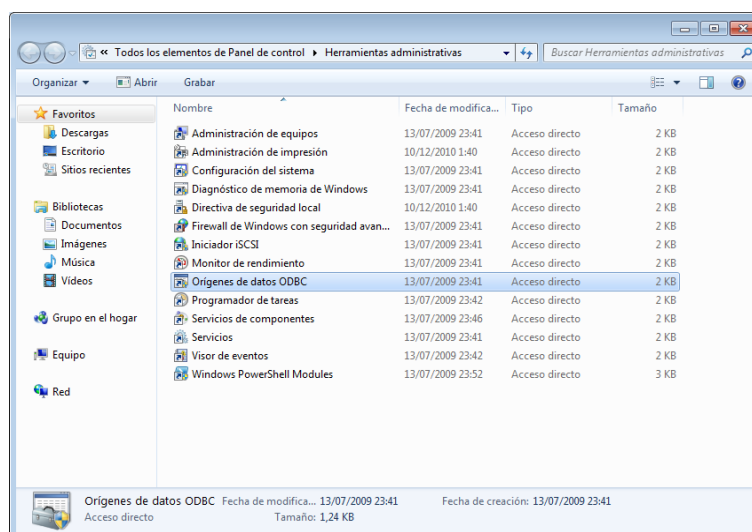 « Todos los elementos de Panel de control ▸ Herramientas administrativas Buscar Herramientas administrativas
Organizar Abrir Grabar
Favoritos
Descargas
Escritorio
Sitios recientes
Bibliotecas
Documentos
Imágenes
Música
Vídeos
Grupo en el hogar
Equipo
Red
Nombre Fecha de modifica... Tipo Tamaño
Administración de equipos 13/07/2009 23:41 Acceso directo 2 KB
Administración de impresión 10/12/2010 1:40 Acceso directo 2 KB
Configuración del sistema 13/07/2009 23:41 Acceso directo 2 KB
Diagnóstico de memoria de Windows 13/07/2009 23:41 Acceso directo 2 KB
Directiva de seguridad local 10/12/2010 1:40 Acceso directo 2 KB
Firewall de Windows con seguridad avan... 13/07/2009 23:41 Acceso directo 2 KB
Iniciador iSCSI 13/07/2009 23:41 Acceso directo 2 KB
Monitor de rendimiento 13/07/2009 23:41 Acceso directo 2 KB
Orígenes de datos ODBC 13/07/2009 23:41 Acceso directo 2 KB
Programador de tareas 13/07/2009 23:42 Acceso directo 2 KB
Servicios de componentes 13/07/2009 23:46 Acceso directo 2 KB
Servicios 13/07/2009 23:41 Acceso directo 2 KB
Visor de eventos 13/07/2009 23:42 Acceso directo 2 KB
Windows PowerShell Modules 13/07/2009 23:52 Acceso directo 3 KB
Orígenes de datos ODBC Fecha de modifica... 13/07/2009 23:41 Fecha de creación: 13/07/2009 23:41
Acceso directo Tamaño: 1,24 KB